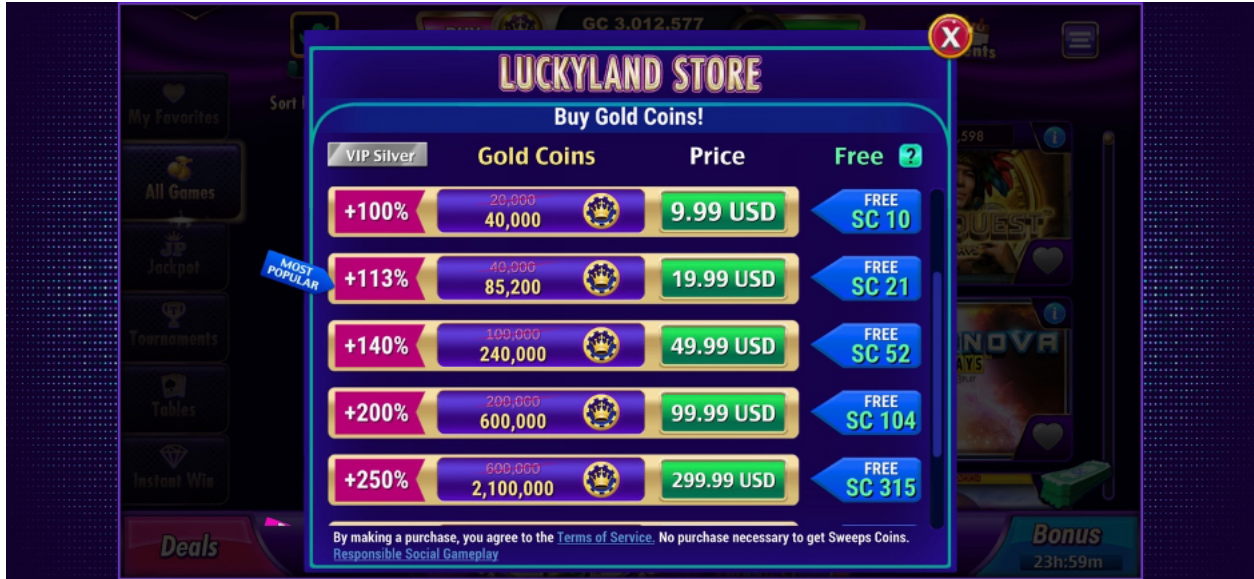 GC 3,012,577
LUCKYLAND STORE
Buy Gold Coins!
VIP Silver
Gold Coins
Price
Free ?
+100%
20,000
40,000
9.99 USD
FREE
SC 10
MOST
POPULAR
+113%
40,000
85,200
19.99 USD
FREE
SC 21
+140%
100,000
240,000
49.99 USD
FREE
SC 52
+200%
200,000
600,000
99.99 USD
FREE
SC 104
+250%
600,000
2,100,000
299.99 USD
FREE
SC 315
By making a purchase, you agree to the Terms of Service. No purchase necessary to get Sweeps Coins.
Responsible Social Gameplay
X
My Favorites
All Games
JP
Jackpot
Tournaments
Tables
Instant Win
Sort
Deals
Bonus
23h:59m